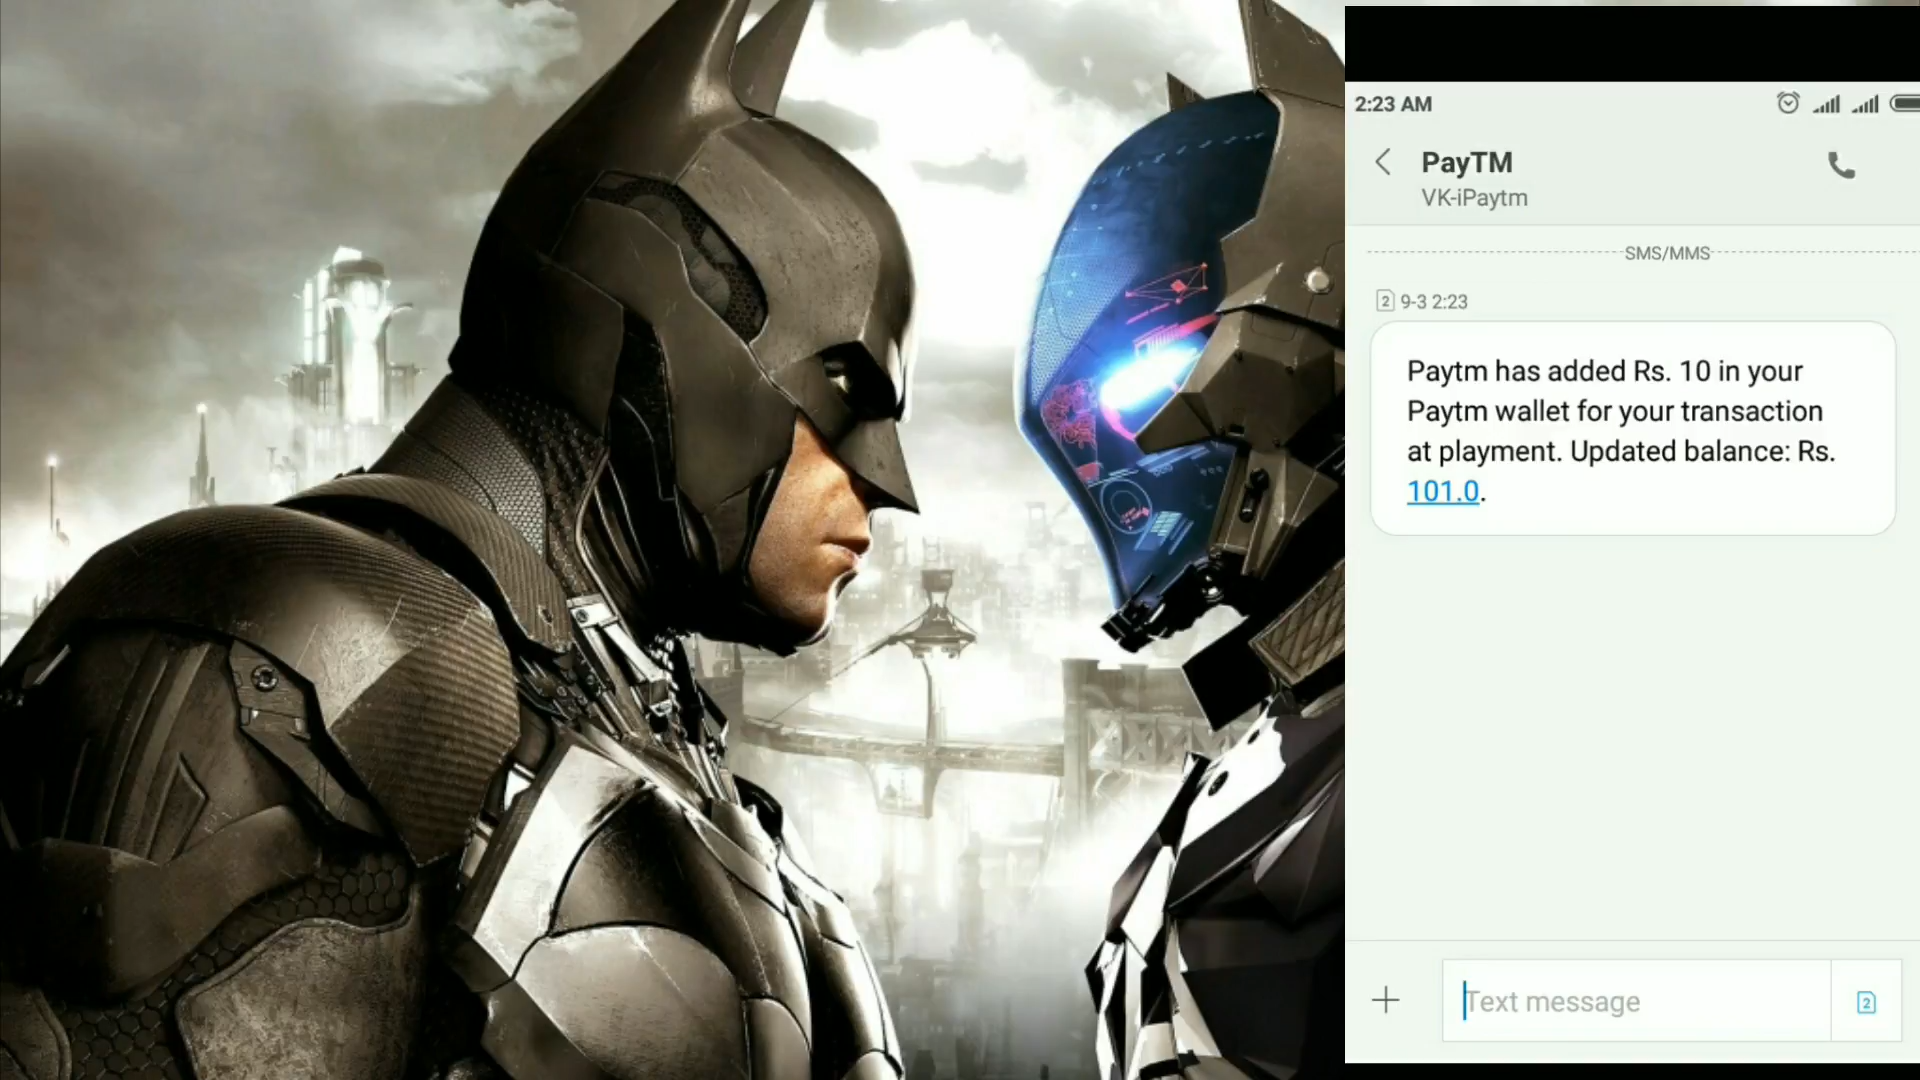 2:23 AM
PayTM
VK-iPaytm
SMS/MMS
2 9-3 2:23
Paytm has added Rs. 10 in your
Paytm wallet for your transaction
at playment. Updated balance: Rs.
101.0.
Text message
2